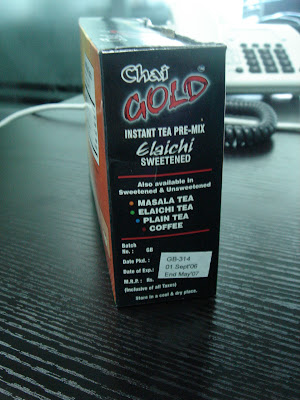 Chai
GOLD™
INSTANT TEA PRE-MIX
Elaichi
SWEETENED
Also available in
Sweetened & Unsweetened
MASALA TEA
ELAICHI TEA
PLAIN TEA
COFFEE
Batch
No. : GB
Date Pkd. : GB-314
Date of Exp.: 01 Sept'06
M.R.P. : Rs. End May'07
(Inclusive of all Taxes)
Store in a cool & dry place.